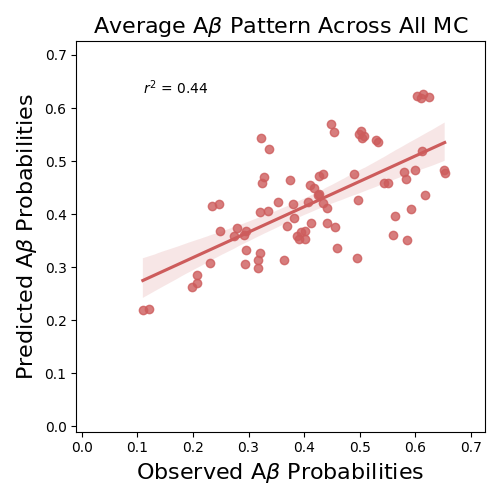 Average Aβ Pattern Across All MC
r² = 0.44
Predicted Aβ Probabilities
0.7
0.6
0.5
0.4
0.3
0.2
0.1
0.0
0.0 0.1 0.2 0.3 0.4 0.5 0.6 0.7
Observed Aβ Probabilities